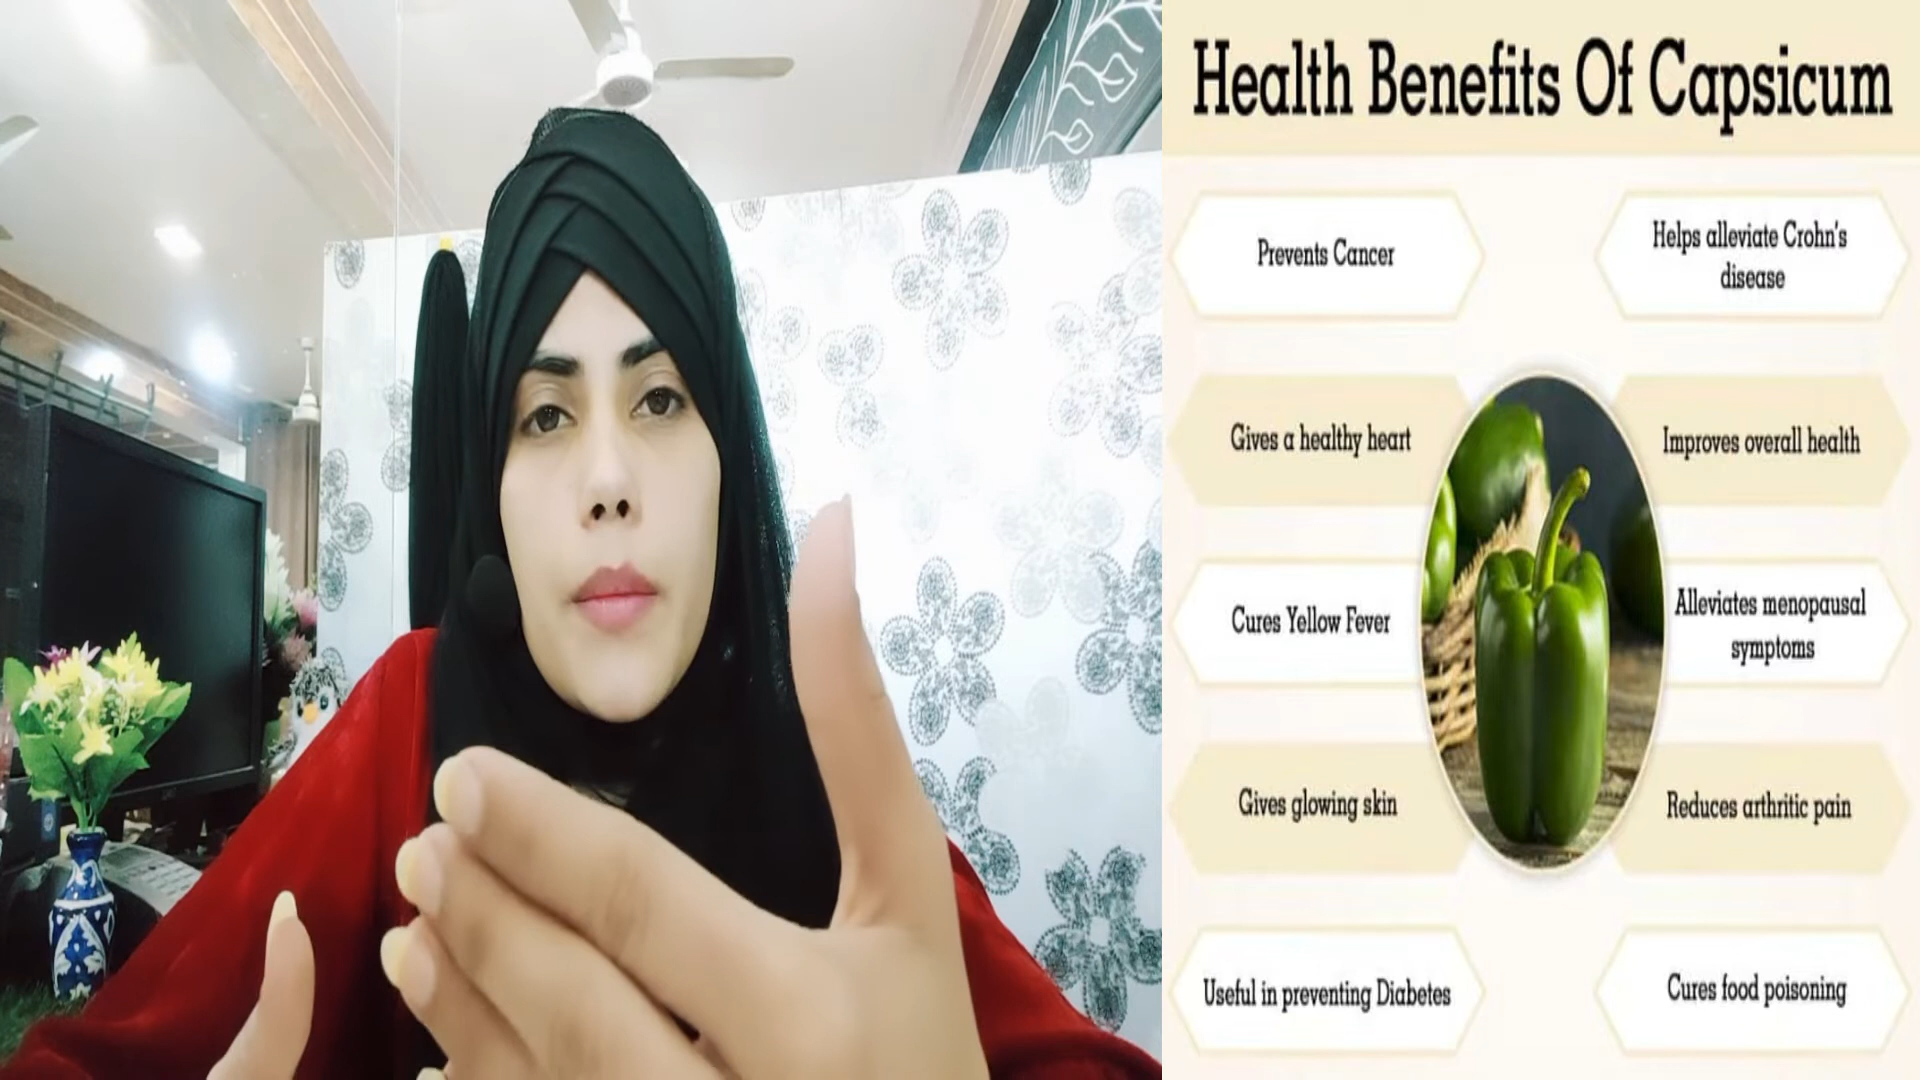 Health Benefits Of Capsicum
Prevents Cancer
Helps alleviate Crohn's
disease
Gives a healthy heart
Improves overall health
Cures Yellow Fever
Alleviates menopausal
symptoms
Gives glowing skin
Reduces arthritic pain
Useful in preventing Diabetes
Cures food poisoning